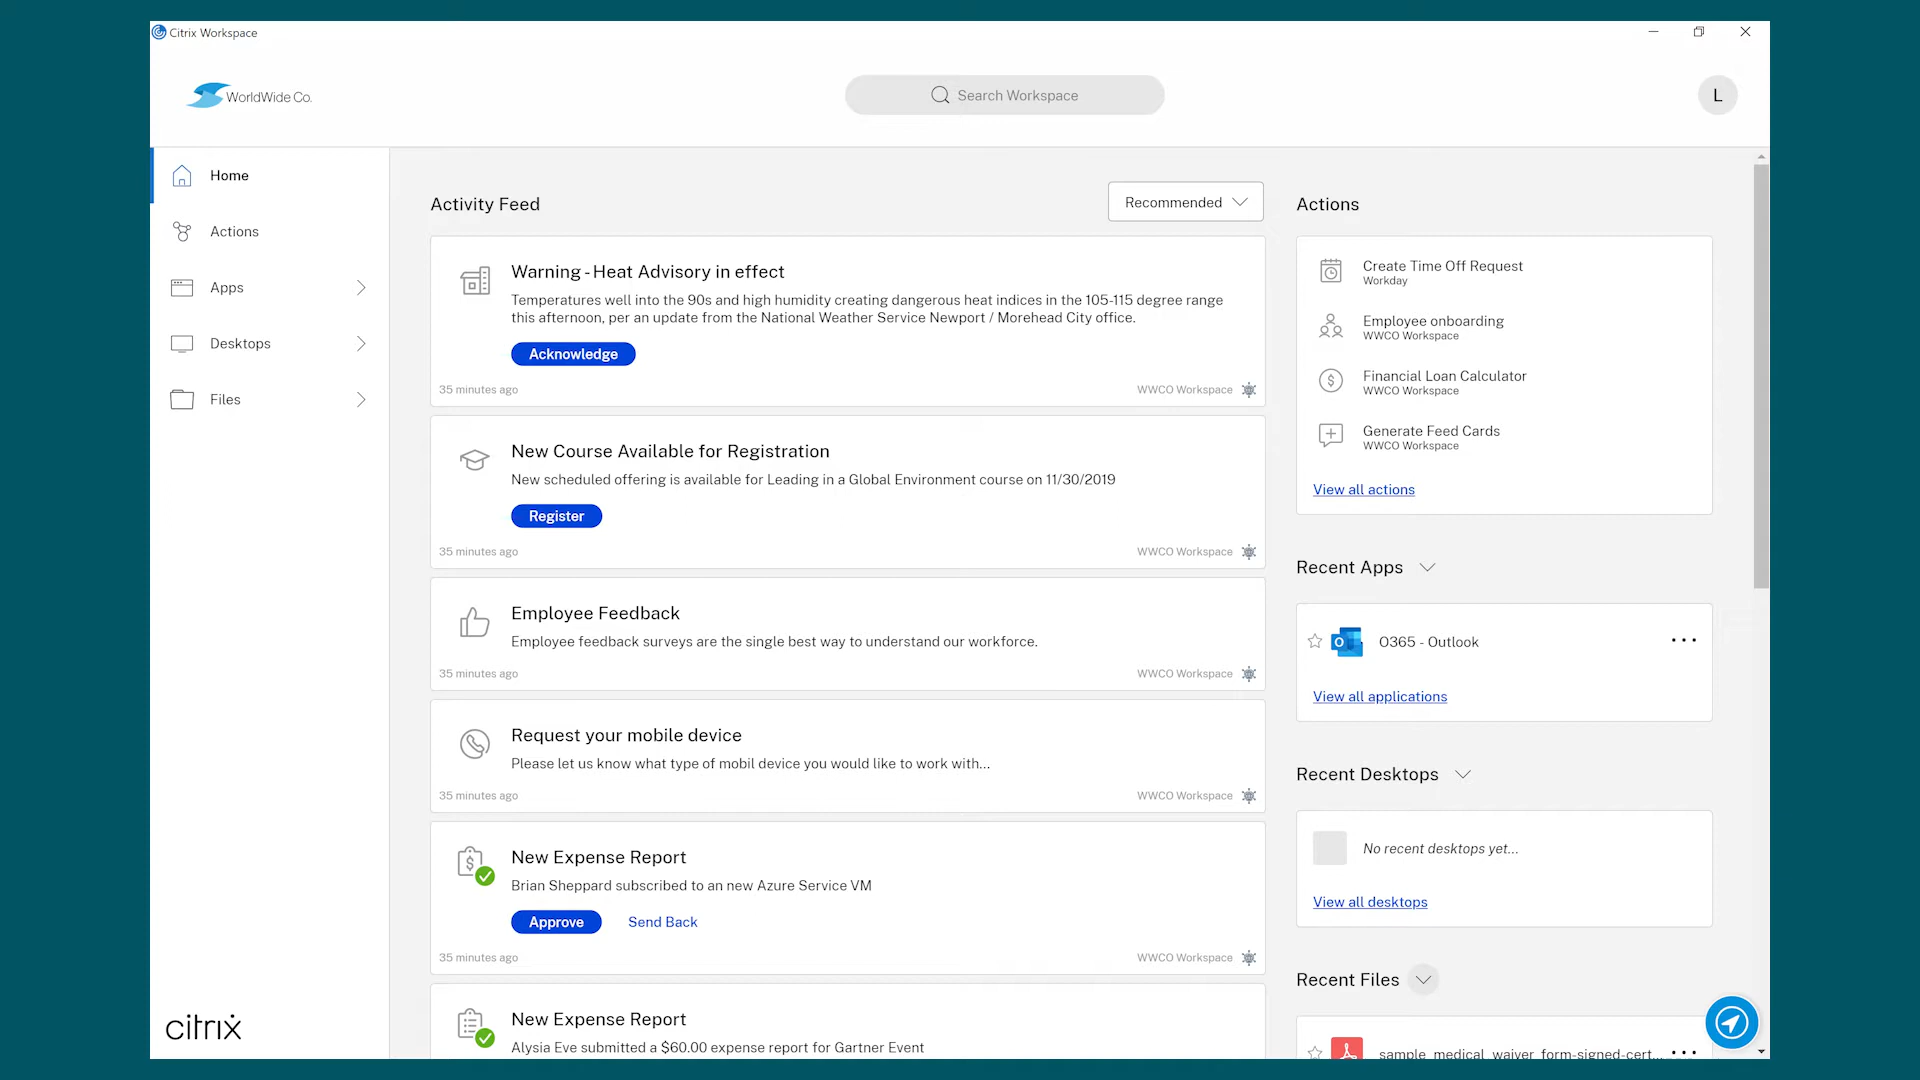 Citrix Workspace
WorldWide Co.
Search Workspace
L
Home
Actions
Apps
Desktops
Files
citrix
Activity Feed
Recommended
Warning - Heat Advisory in effect
Temperatures well into the 90s and high humidity creating dangerous heat indices in the 105-115 degree range
this afternoon, per an update from the National Weather Service Newport / Morehead City office.
Acknowledge
35 minutes ago
WWCO Workspace
New Course Available for Registration
New scheduled offering is available for Leading in a Global Environment course on 11/30/2019
Register
35 minutes ago
WWCO Workspace
Employee Feedback
Employee feedback surveys are the single best way to understand our workforce.
35 minutes ago
WWCO Workspace
Request your mobile device
Please let us know what type of mobil device you would like to work with...
35 minutes ago
WWCO Workspace
New Expense Report
Brian Sheppard subscribed to an new Azure Service VM
Approve
Send Back
35 minutes ago
WWCO Workspace
New Expense Report
Alysia Eve submitted a $60.00 expense report for Gartner Event
Actions
Create Time Off Request
Workday
Employee onboarding
WWCO Workspace
Financial Loan Calculator
WWCO Workspace
Generate Feed Cards
WWCO Workspace
View all actions
Recent Apps
O365 - Outlook
View all applications
Recent Desktops
No recent desktops yet...
View all desktops
Recent Files
sample_medical_waiver_form-signed-cert...